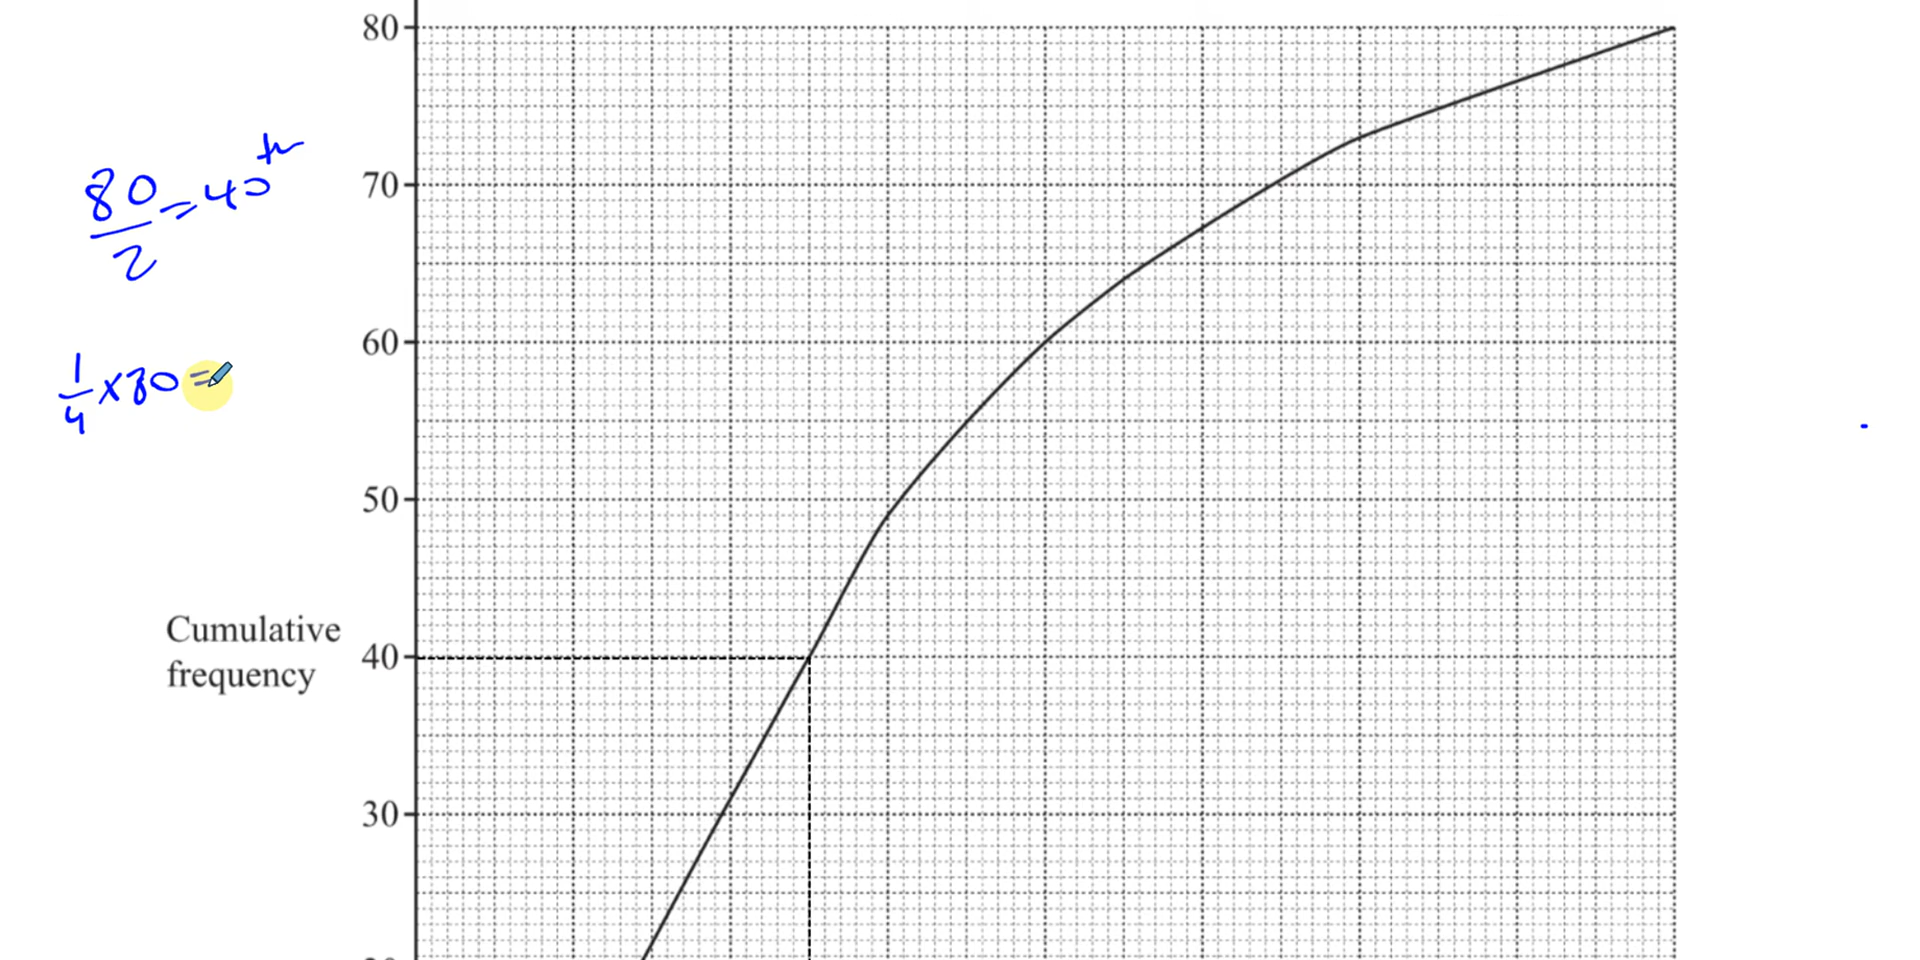 80
80/2 = 40th
70
60
1/4 × 80 =
50
Cumulative
frequency
40
30